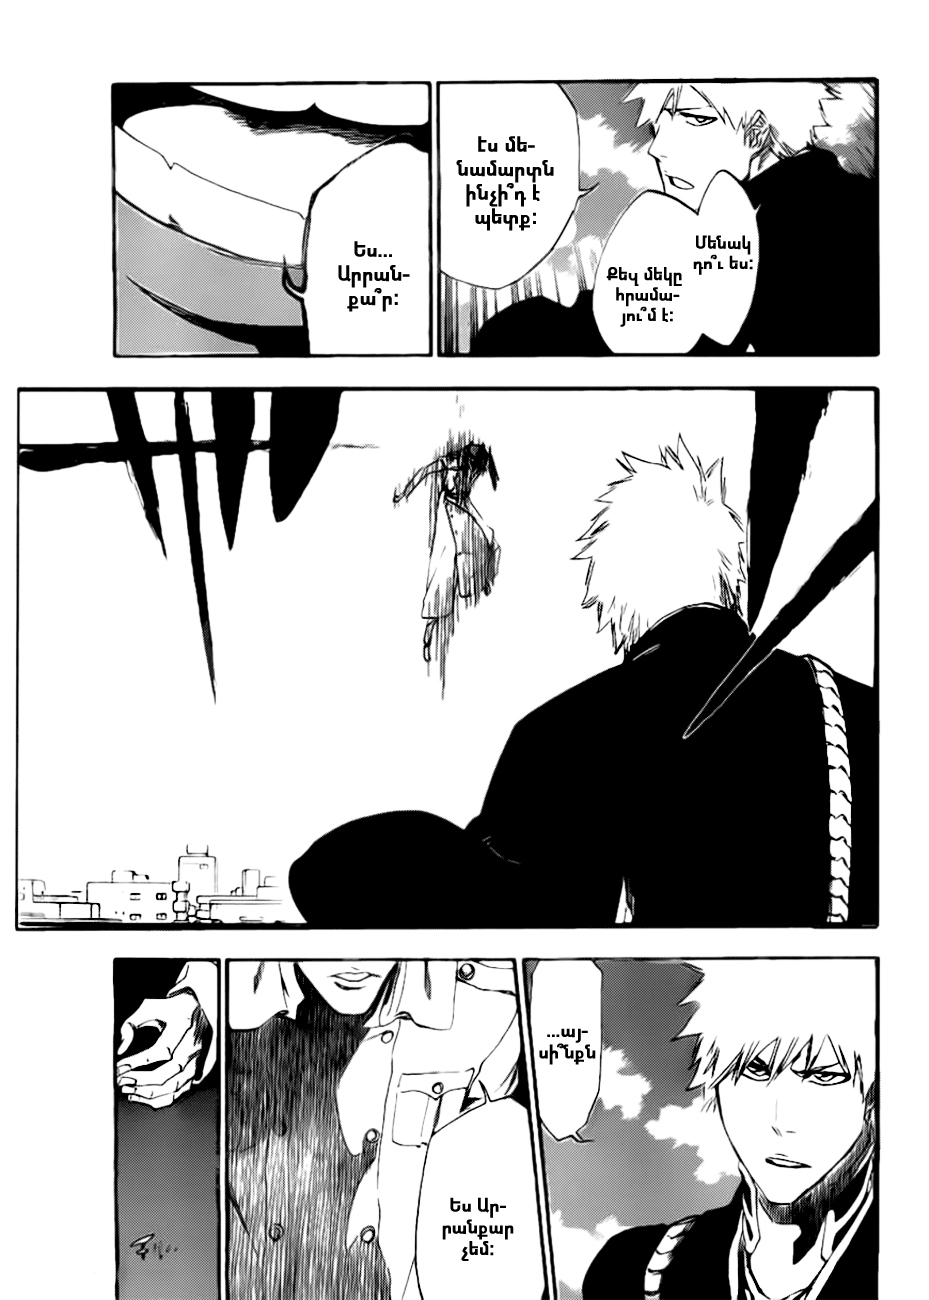 Էս մե-
նամարտն
ինչի՞դ է
պետք:
Մենակ
դո՞ւ ես:
Քեզ մեկը
հրամա-
յու՞մ է:
Ես...
Արրան-
քա՞ր:
...այ-
սի՞նքն
Ես Ար-
րանքար
չեմ: